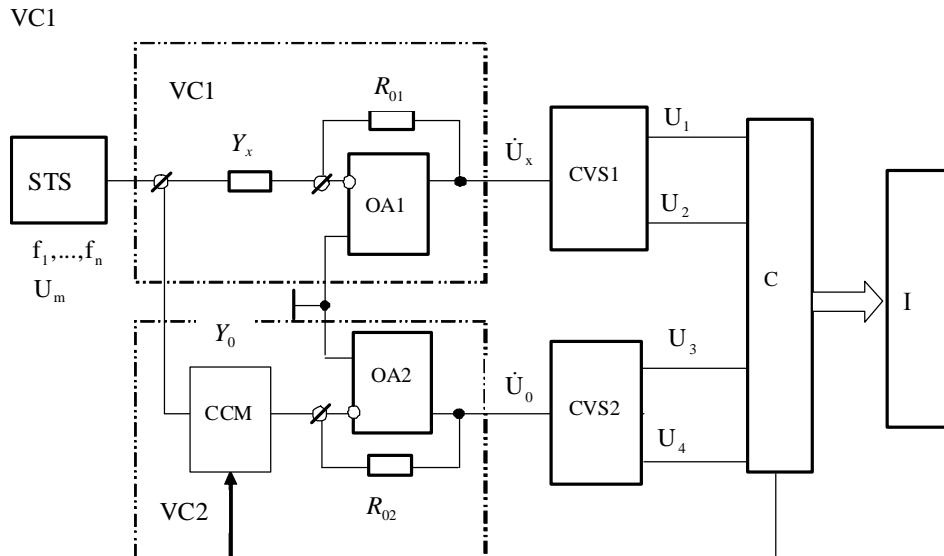 VC1
VC1
R₀₁
Yₓ
STS
OA1
U̇ₓ
CVS1
U₁
U₂
f₁,...,fₙ
Uₘ
C
I
Y₀
CCM
OA2
U̇₀
CVS2
U₃
U₄
VC2
R₀₂